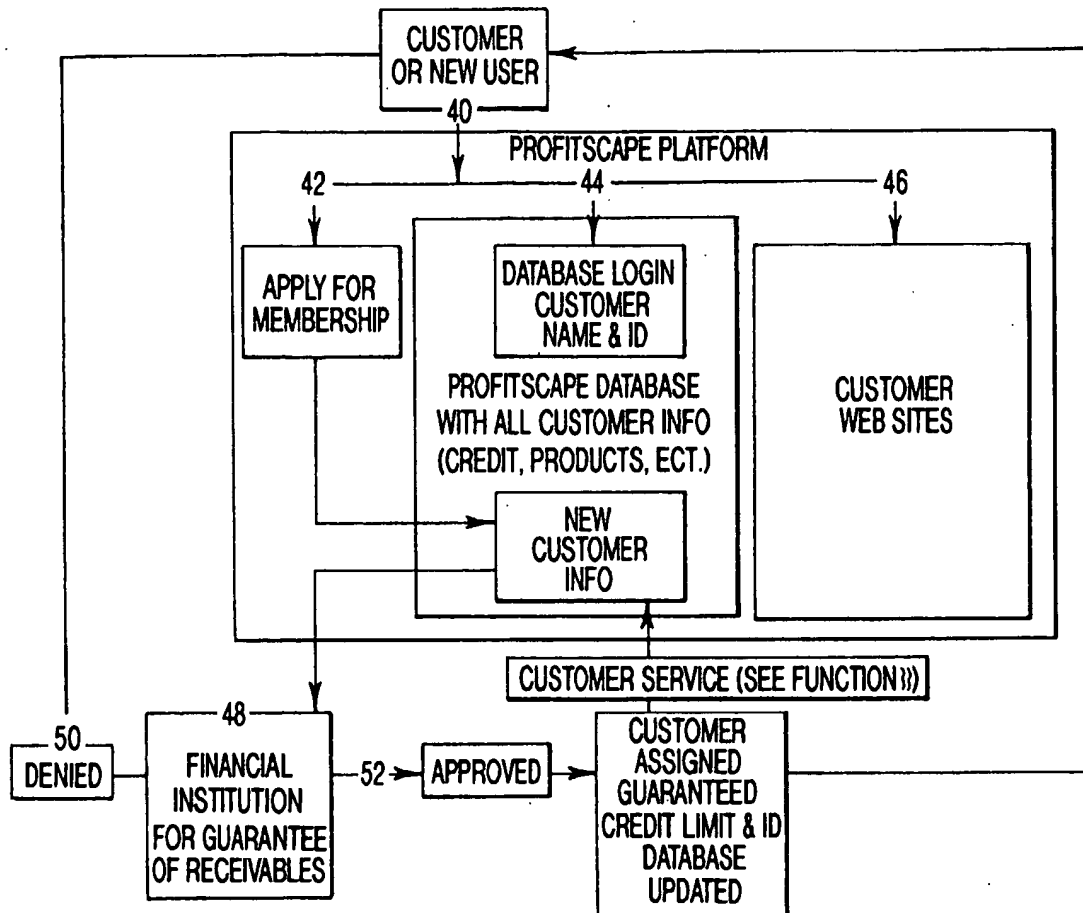 CUSTOMER
OR NEW USER
40
PROFITSCAPE PLATFORM
42
44
46
APPLY FOR
MEMBERSHIP
DATABASE LOGIN
CUSTOMER
NAME & ID
PROFITSCAPE DATABASE
WITH ALL CUSTOMER INFO
(CREDIT, PRODUCTS, ECT.)
CUSTOMER
WEB SITES
NEW
CUSTOMER
INFO
CUSTOMER SERVICE (SEE FUNCTION
50
DENIED
48
FINANCIAL
INSTITUTION
FOR GUARANTEE
OF RECEIVABLES
52
APPROVED
CUSTOMER
ASSIGNED
GUARANTEED
CREDIT LIMIT & ID
DATABASE
UPDATED